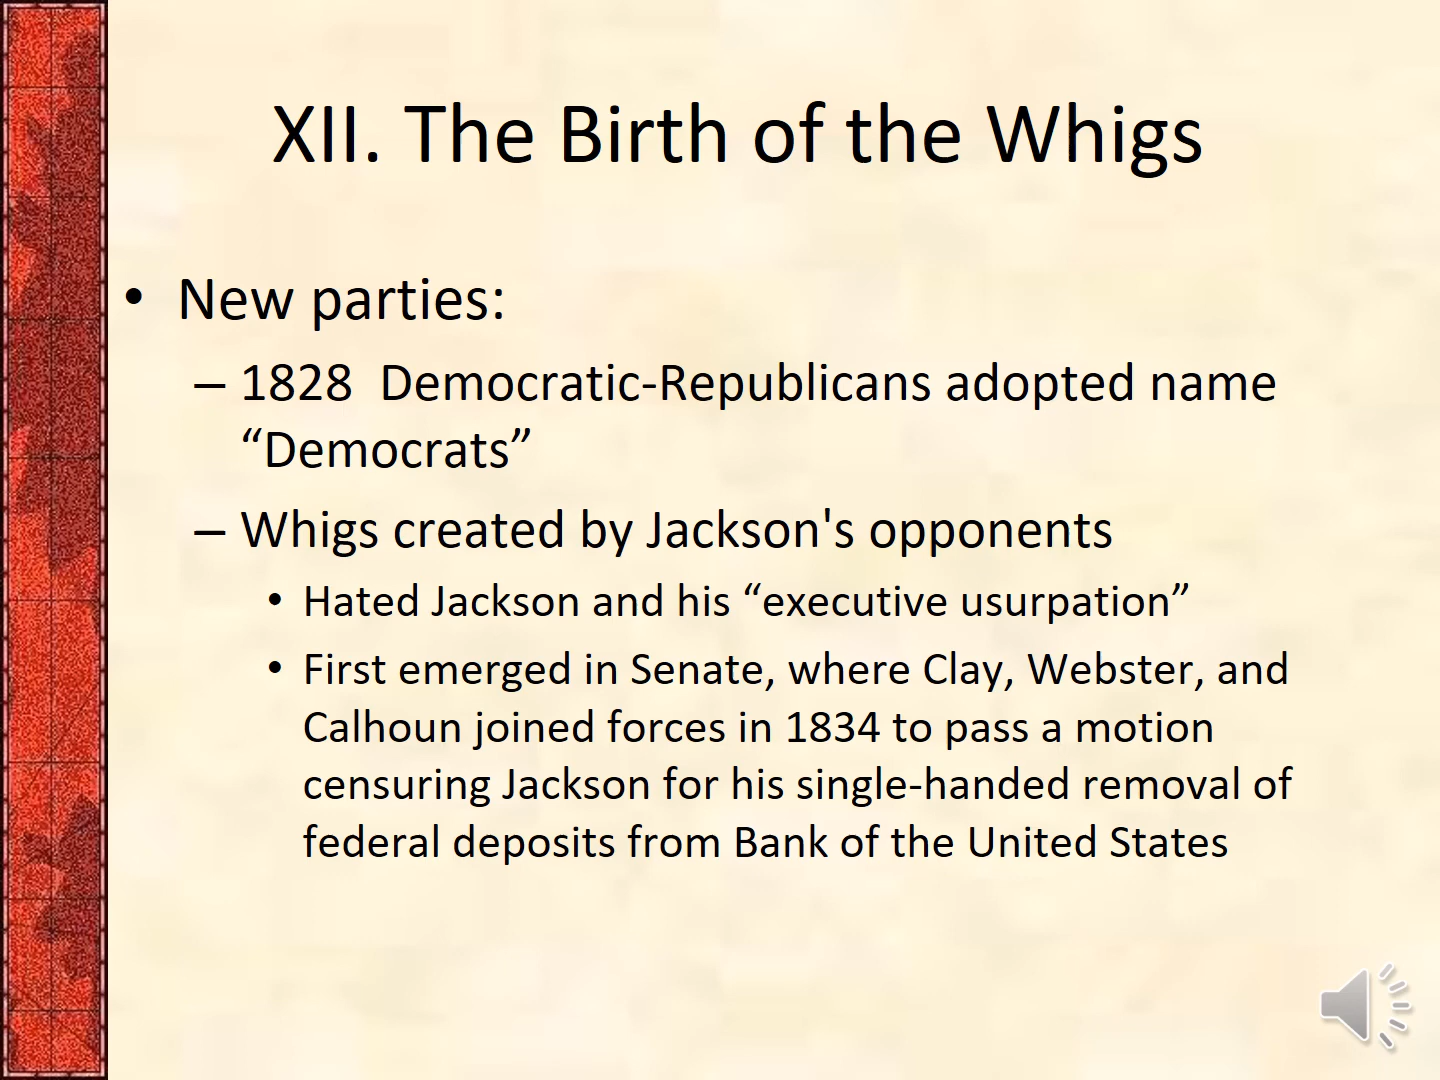 XII. The Birth of the Whigs
• New parties:
– 1828  Democratic-Republicans adopted name
“Democrats”
– Whigs created by Jackson's opponents
• Hated Jackson and his “executive usurpation”
• First emerged in Senate, where Clay, Webster, and
Calhoun joined forces in 1834 to pass a motion
censuring Jackson for his single-handed removal of
federal deposits from Bank of the United States